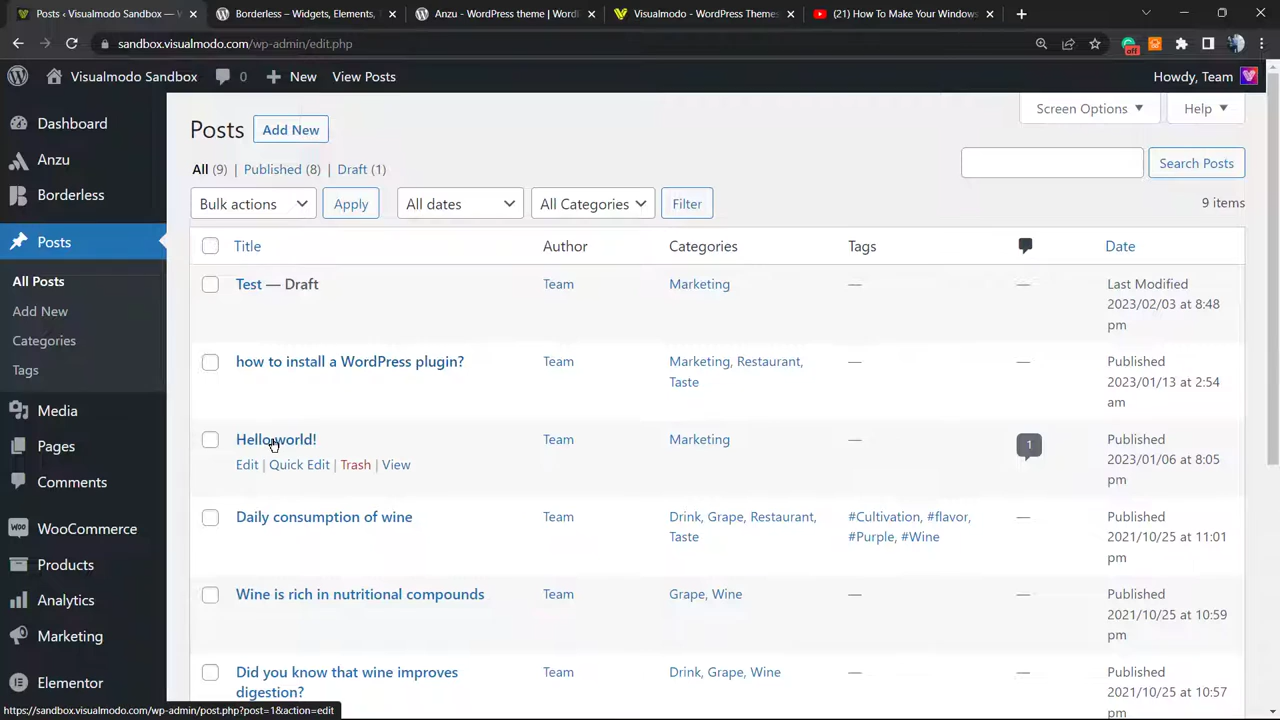 Posts ‹ Visualmodo Sandbox — W
Borderless – Widgets, Elements,
Anzu - WordPress theme | WordP
Visualmodo - WordPress Themes
(21) How To Make Your Windows
sandbox.visualmodo.com/wp-admin/edit.php
off
Visualmodo Sandbox
0
New
View Posts
Howdy, Team
Dashboard
Anzu
Borderless
Posts
All Posts
Add New
Categories
Tags
Media
Pages
Comments
Woo WooCommerce
Products
Analytics
Marketing
Elementor
Screen Options
Help
Posts
Add New
All (9) | Published (8) | Draft (1)
Search Posts
Bulk actions
Apply
All dates
All Categories
Filter
9 items
Title
Author
Categories
Tags
Date
Test — Draft
Team
Marketing
—
—
Last Modified
2023/02/03 at 8:48
pm
how to install a WordPress plugin?
Team
Marketing, Restaurant,
Taste
—
—
Published
2023/01/13 at 2:54
am
Hello world!
Edit | Quick Edit | Trash | View
Team
Marketing
—
1
Published
2023/01/06 at 8:05
pm
Daily consumption of wine
Team
Drink, Grape, Restaurant,
Taste
#Cultivation, #flavor,
#Purple, #Wine
—
Published
2021/10/25 at 11:01
pm
Wine is rich in nutritional compounds
Team
Grape, Wine
—
—
Published
2021/10/25 at 10:59
pm
Did you know that wine improves
digestion?
Team
Drink, Grape, Wine
—
—
Published
2021/10/25 at 10:57
pm
https://sandbox.visualmodo.com/wp-admin/post.php?post=1&action=edit